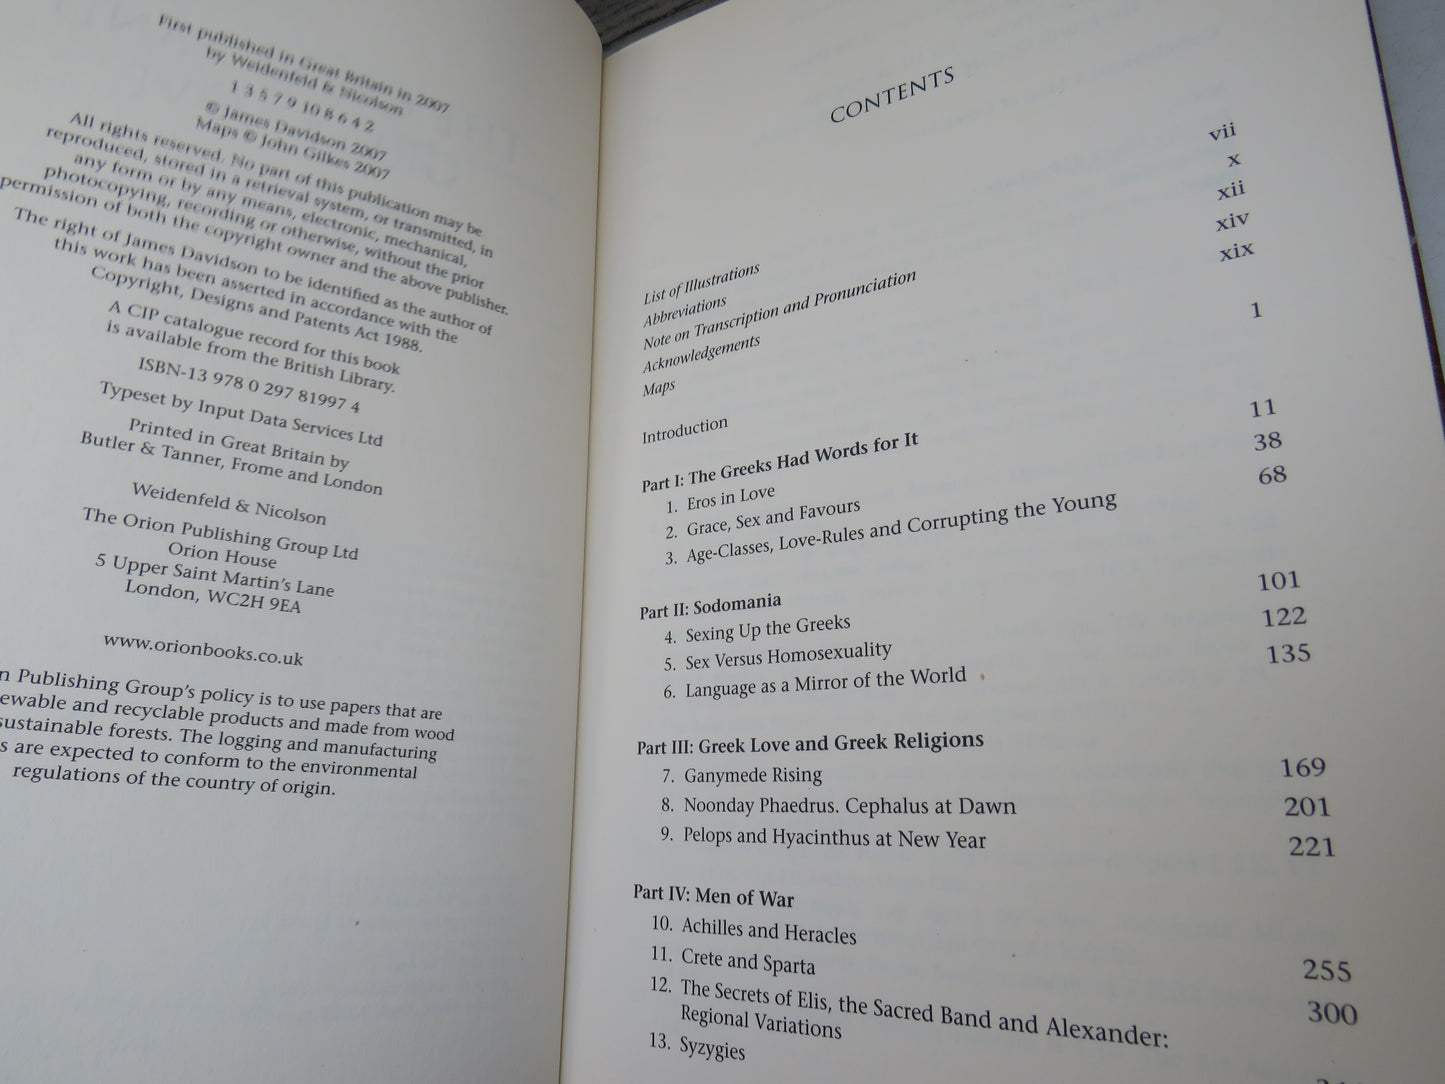 First published in Great Britain in 2007
by Weidenfeld & Nicolson
1 3 5 7 9 10 8 6 4 2
© James Davidson 2007
Maps © John Gilkes 2007
All rights reserved. No part of this publication may be
reproduced, stored in a retrieval system, or transmitted, in
any form or by any means, electronic, mechanical,
photocopying, recording or otherwise, without the prior
permission of both the copyright owner and the above publisher.
The right of James Davidson to be identified as the author of
this work has been asserted in accordance with the
Copyright, Designs and Patents Act 1988.
A CIP catalogue record for this book
is available from the British Library.
ISBN-13 978 0 297 81997 4
Typeset by Input Data Services Ltd
Printed in Great Britain by
Butler & Tanner, Frome and London
Weidenfeld & Nicolson
The Orion Publishing Group Ltd
Orion House
5 Upper Saint Martin's Lane
London, WC2H 9EA
www.orionbooks.co.uk
n Publishing Group's policy is to use papers that are
ewable and recyclable products and made from wood
sustainable forests. The logging and manufacturing
s are expected to conform to the environmental
regulations of the country of origin.
CONTENTS
List of Illustrations vii
Abbreviations x
Note on Transcription and Pronunciation xii
Acknowledgements xiv
Maps xix
Introduction 1
Part I: The Greeks Had Words for It
1. Eros in Love 11
2. Grace, Sex and Favours 38
3. Age-Classes, Love-Rules and Corrupting the Young 68
Part II: Sodomania
4. Sexing Up the Greeks 101
5. Sex Versus Homosexuality 122
6. Language as a Mirror of the World 135
Part III: Greek Love and Greek Religions
7. Ganymede Rising 169
8. Noonday Phaedrus. Cephalus at Dawn 201
9. Pelops and Hyacinthus at New Year 221
Part IV: Men of War
10. Achilles and Heracles 255
11. Crete and Sparta 300
12. The Secrets of Elis, the Sacred Band and Alexander:
Regional Variations
13. Syzygies